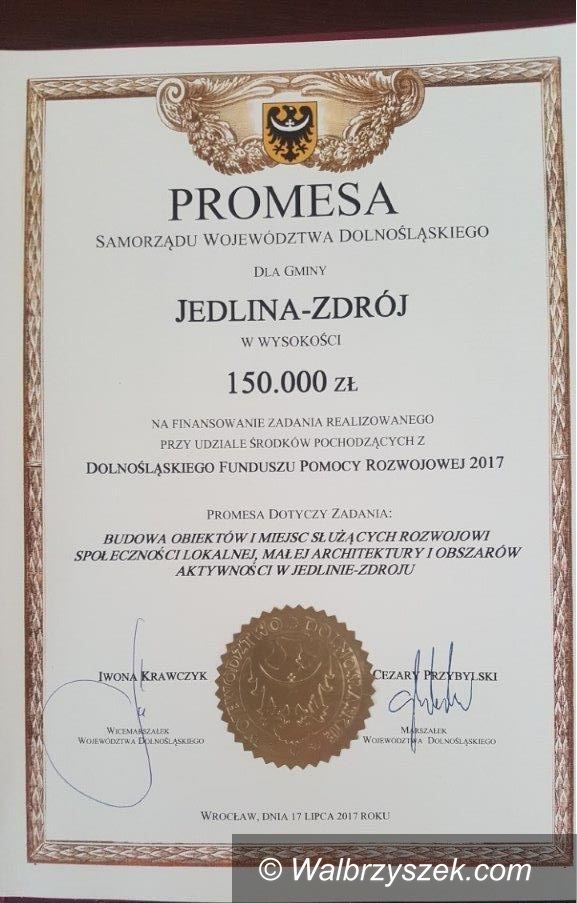 PROMESA
SAMORZĄDU WOJEWÓDZTWA DOLNOŚLĄSKIEGO
DLA GMINY
JEDLINA-ZDRÓJ
W WYSOKOŚCI
150.000 ZŁ
NA FINANSOWANIE ZADANIA REALIZOWANEGO
PRZY UDZIALE ŚRODKÓW POCHODZĄCYCH Z
DOLNOŚLĄSKIEGO FUNDUSZU POMOCY ROZWOJOWEJ 2017
PROMESA DOTYCZY ZADANIA:
BUDOWA OBIEKTÓW I MIEJSC SŁUŻĄCYCH ROZWOJOWI
SPOŁECZNOŚCI LOKALNEJ, MAŁEJ ARCHITEKTURY I OBSZARÓW
AKTYWNOŚCI W JEDLINIE-ZDROJU
IWONA KRAWCZYK
WICEMARSZAŁEK
WOJEWÓDZTWA DOLNOŚLĄSKIEGO
CEZARY PRZYBYLSKI
MARSZAŁEK
WOJEWÓDZTWA DOLNOŚLĄSKIEGO
WROCŁAW, DNIA 17 LIPCA 2017 ROKU
© Walbrzyszek.com